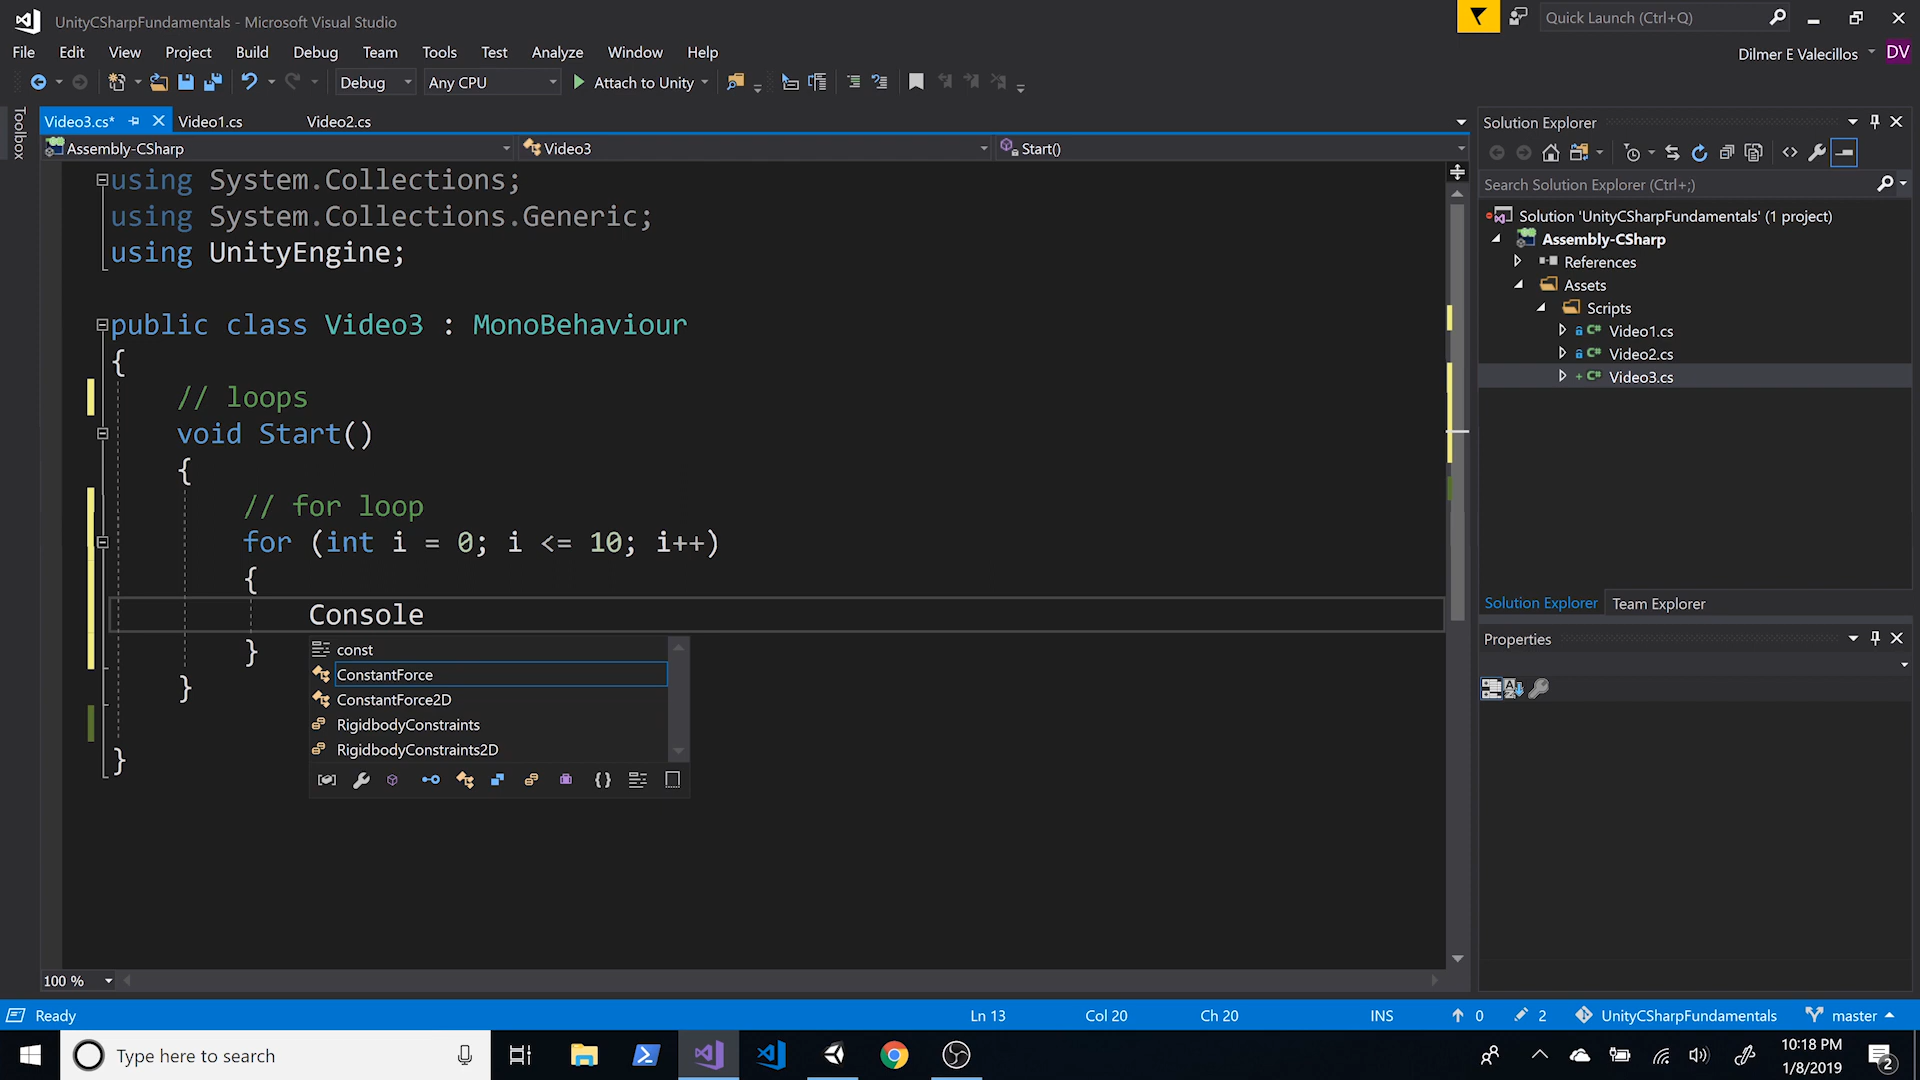 UnityCSharpFundamentals - Microsoft Visual Studio
Quick Launch (Ctrl+Q)
File Edit View Project Build Debug Team Tools Test Analyze Window Help
Dilmer E Valecillos DV
Debug Any CPU Attach to Unity
Toolbox
Video3.cs* Video1.cs Video2.cs
Assembly-CSharp Video3 Start()
using System.Collections;
using System.Collections.Generic;
using UnityEngine;
public class Video3 : MonoBehaviour
{
// loops
void Start()
{
// for loop
for (int i = 0; i <= 10; i++)
{
Console
}
}
}
const
ConstantForce
ConstantForce2D
RigidbodyConstraints
RigidbodyConstraints2D
100 %
Solution Explorer
Search Solution Explorer (Ctrl+;)
Solution 'UnityCSharpFundamentals' (1 project)
Assembly-CSharp
References
Assets
Scripts
Video1.cs
Video2.cs
Video3.cs
Solution Explorer Team Explorer
Properties
Ready Ln 13 Col 20 Ch 20 INS 0 2 UnityCSharpFundamentals master
Type here to search
10:18 PM
1/8/2019
2